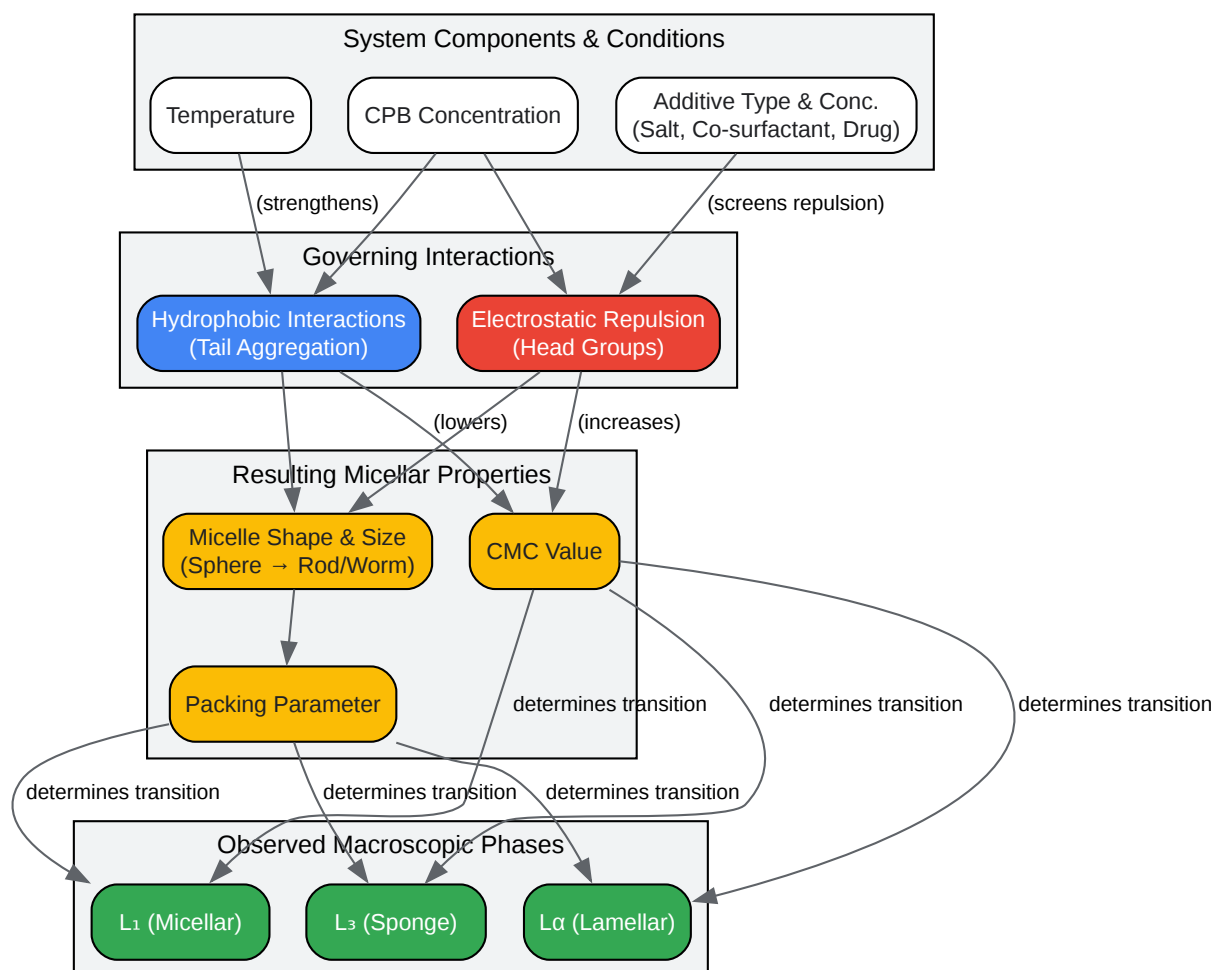 System Components & Conditions
Temperature
CPB Concentration
Additive Type & Conc.
(Salt, Co-surfactant, Drug)
(strengthens)
(screens repulsion)
Governing Interactions
Hydrophobic Interactions
(Tail Aggregation)
Electrostatic Repulsion
(Head Groups)
(lowers)
(increases)
Resulting Micellar Properties
Micelle Shape & Size
(Sphere → Rod/Worm)
CMC Value
Packing Parameter
determines transition
determines transition
determines transition
determines transition
determines transition
determines transition
Observed Macroscopic Phases
L₁ (Micellar)
L₃ (Sponge)
Lα (Lamellar)